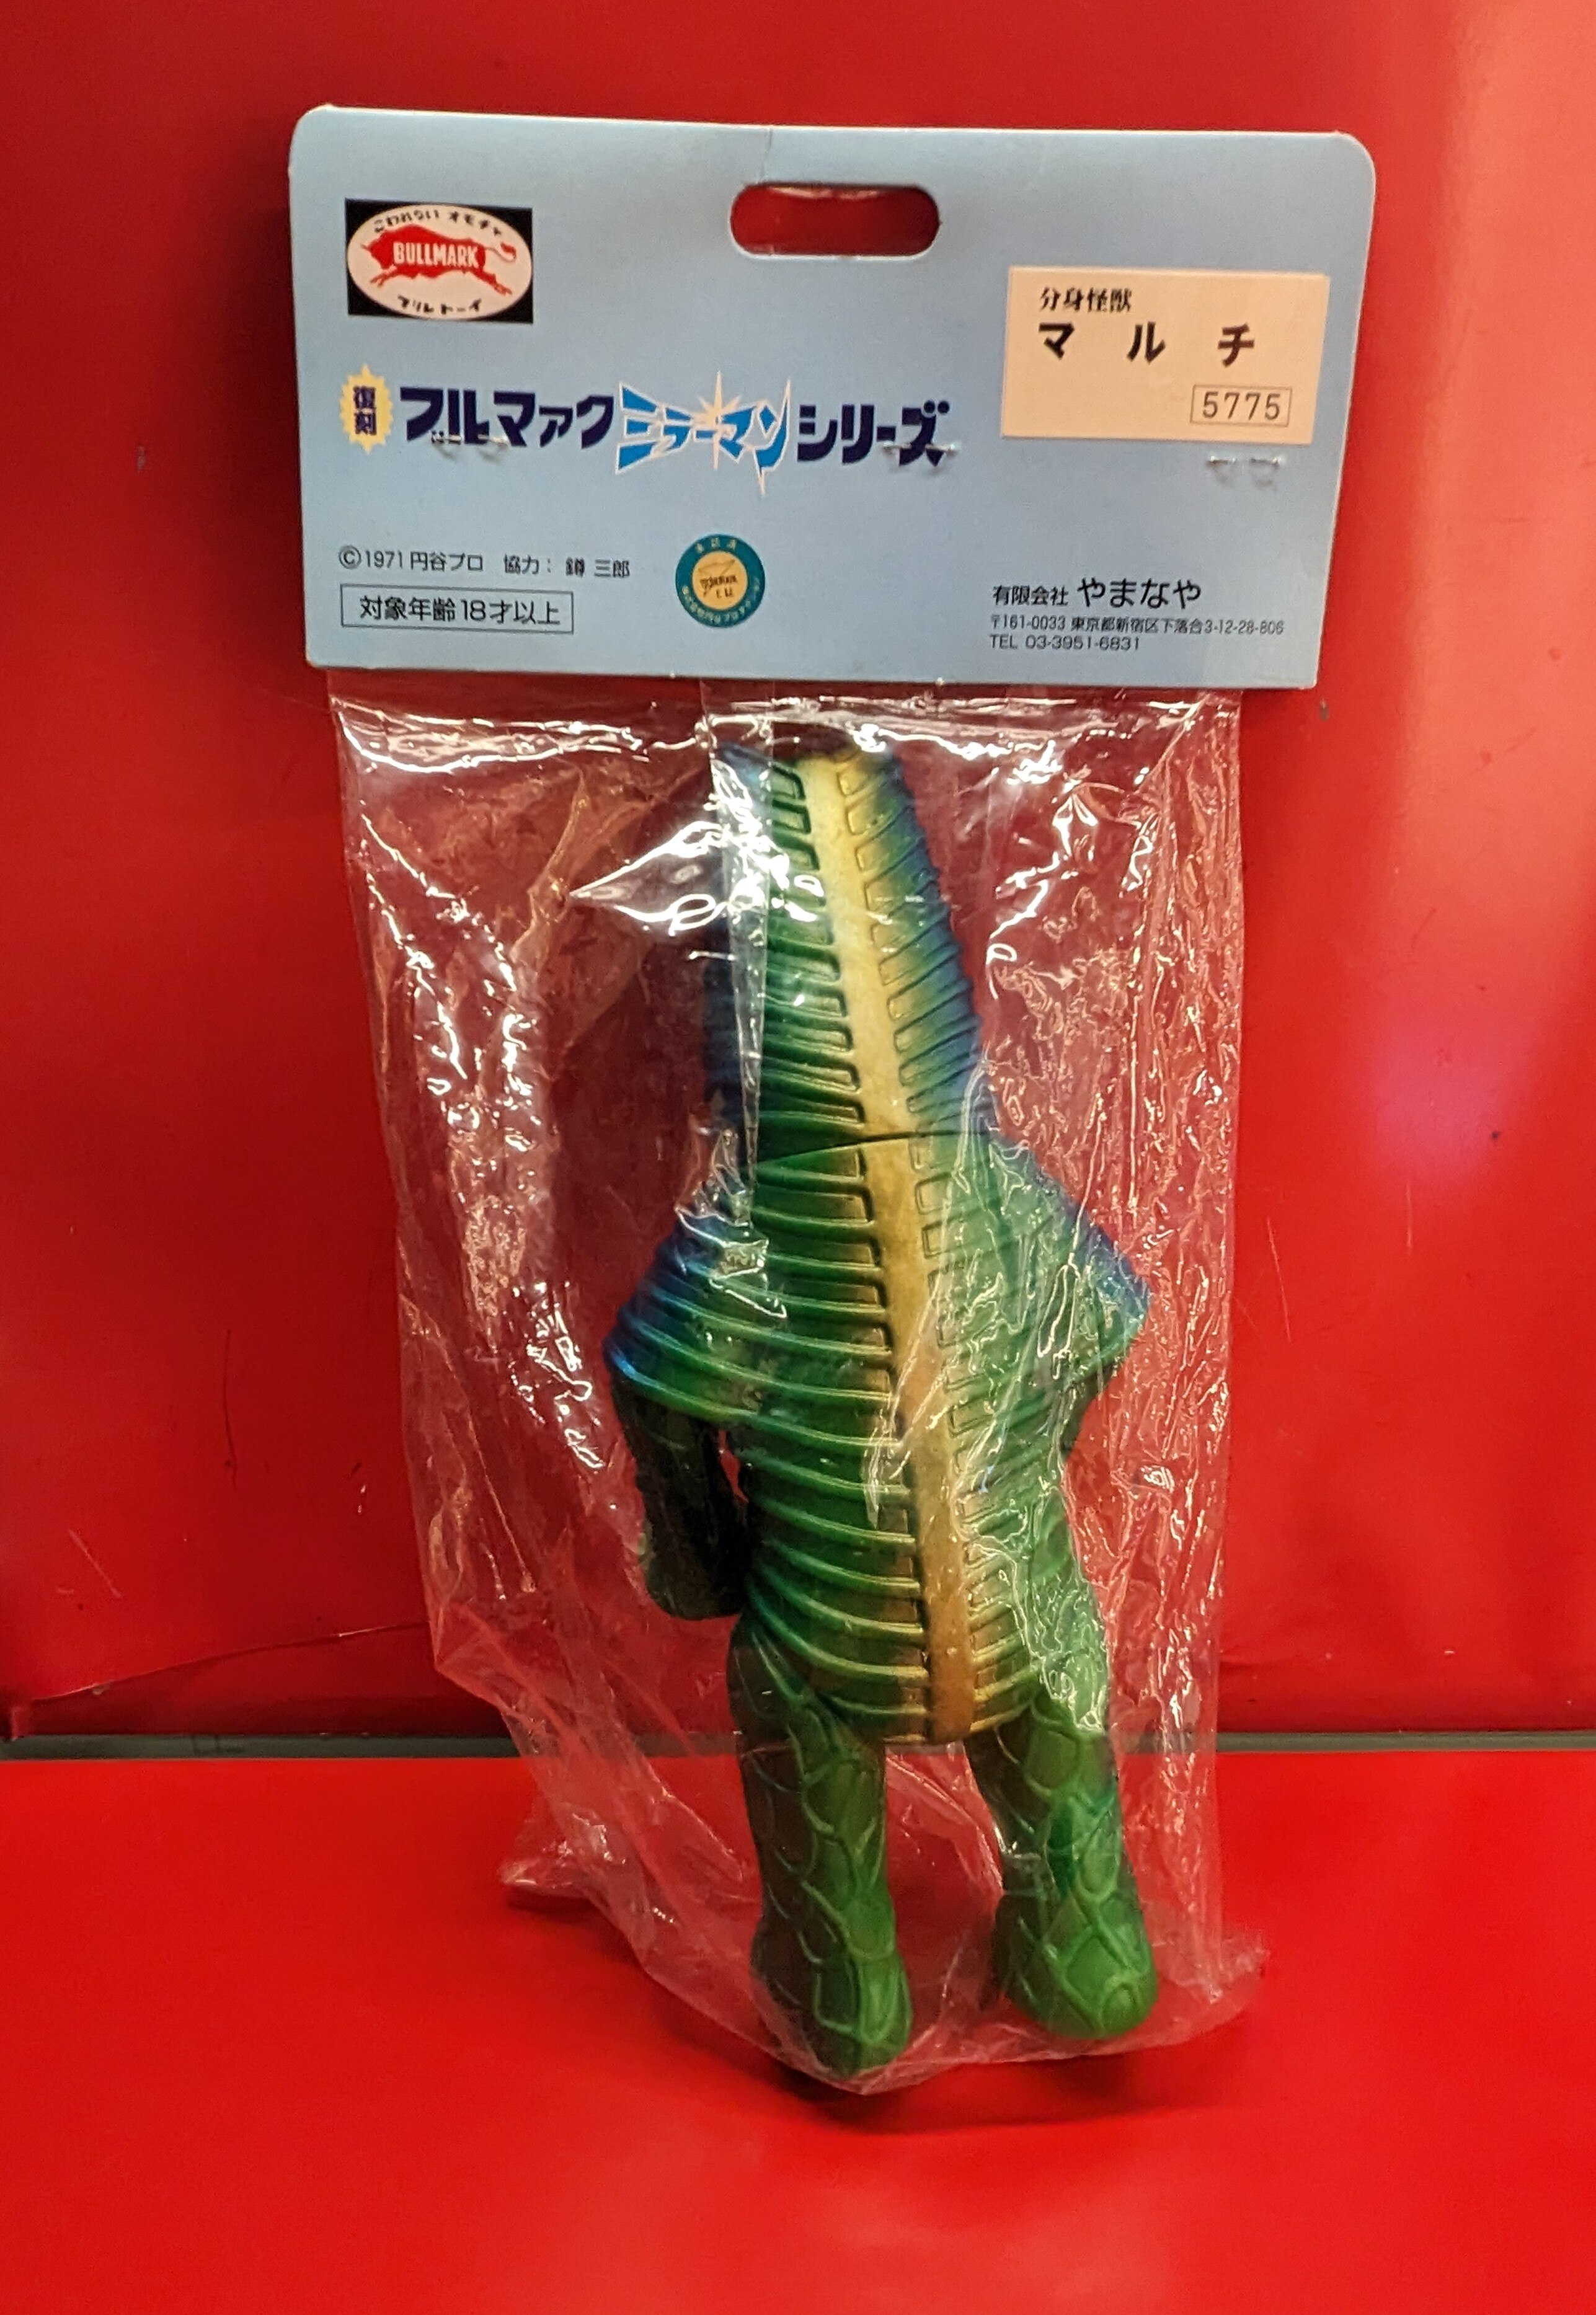 こわれない オモチャ
BULLMARK
ブルトーイ
分身怪獣
マルチ
5775
復刻
ブルマァク ミラーマン シリーズ
©1971 円谷プロ 協力: 鐏 三郎
対象年齢18才以上
有限会社 やまなや
〒161-0033 東京都新宿区下落合3-12-28-806
TEL 03-3951-6831